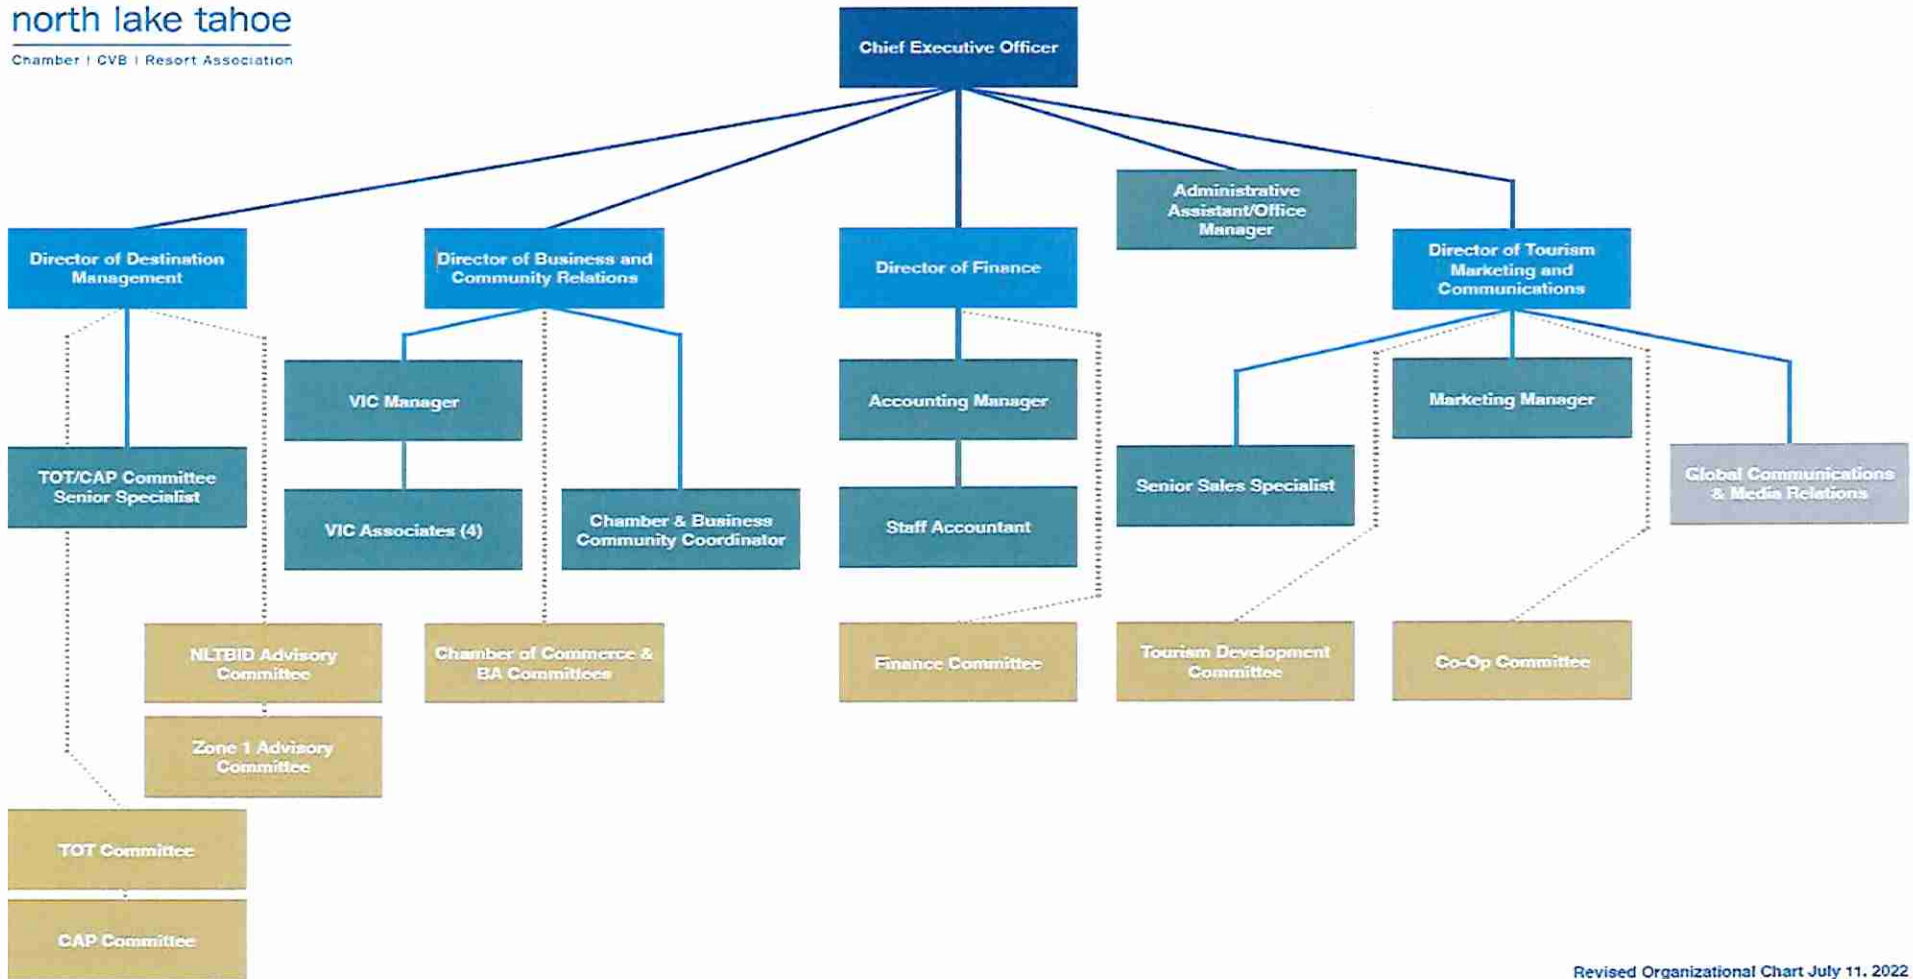 north lake tahoe
Chamber | CVB | Resort Association
Chief Executive Officer
Administrative
Assistant/Office
Manager
Director of Destination
Management
Director of Business and
Community Relations
Director of Finance
Director of Tourism
Marketing and
Communications
VIC Manager
Accounting Manager
Marketing Manager
TOT/CAP Committee
Senior Specialist
Senior Sales Specialist
Global Communications
& Media Relations
VIC Associates (4)
Chamber & Business
Community Coordinator
Staff Accountant
NLTBID Advisory
Committee
Chamber of Commerce &
BA Committees
Finance Committee
Tourism Development
Committee
Co-Op Committee
Zone 1 Advisory
Committee
TOT Committee
CAP Committee
Revised Organizational Chart July 11, 2022